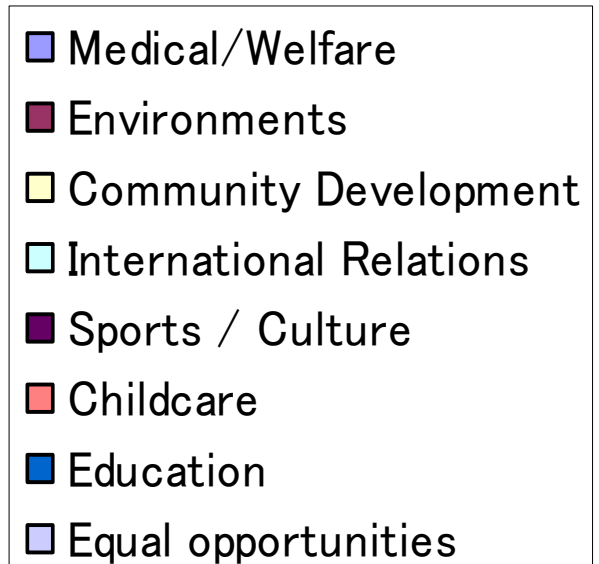 Medical/Welfare
Environments
Community Development
International Relations
Sports / Culture
Childcare
Education
Equal opportunities